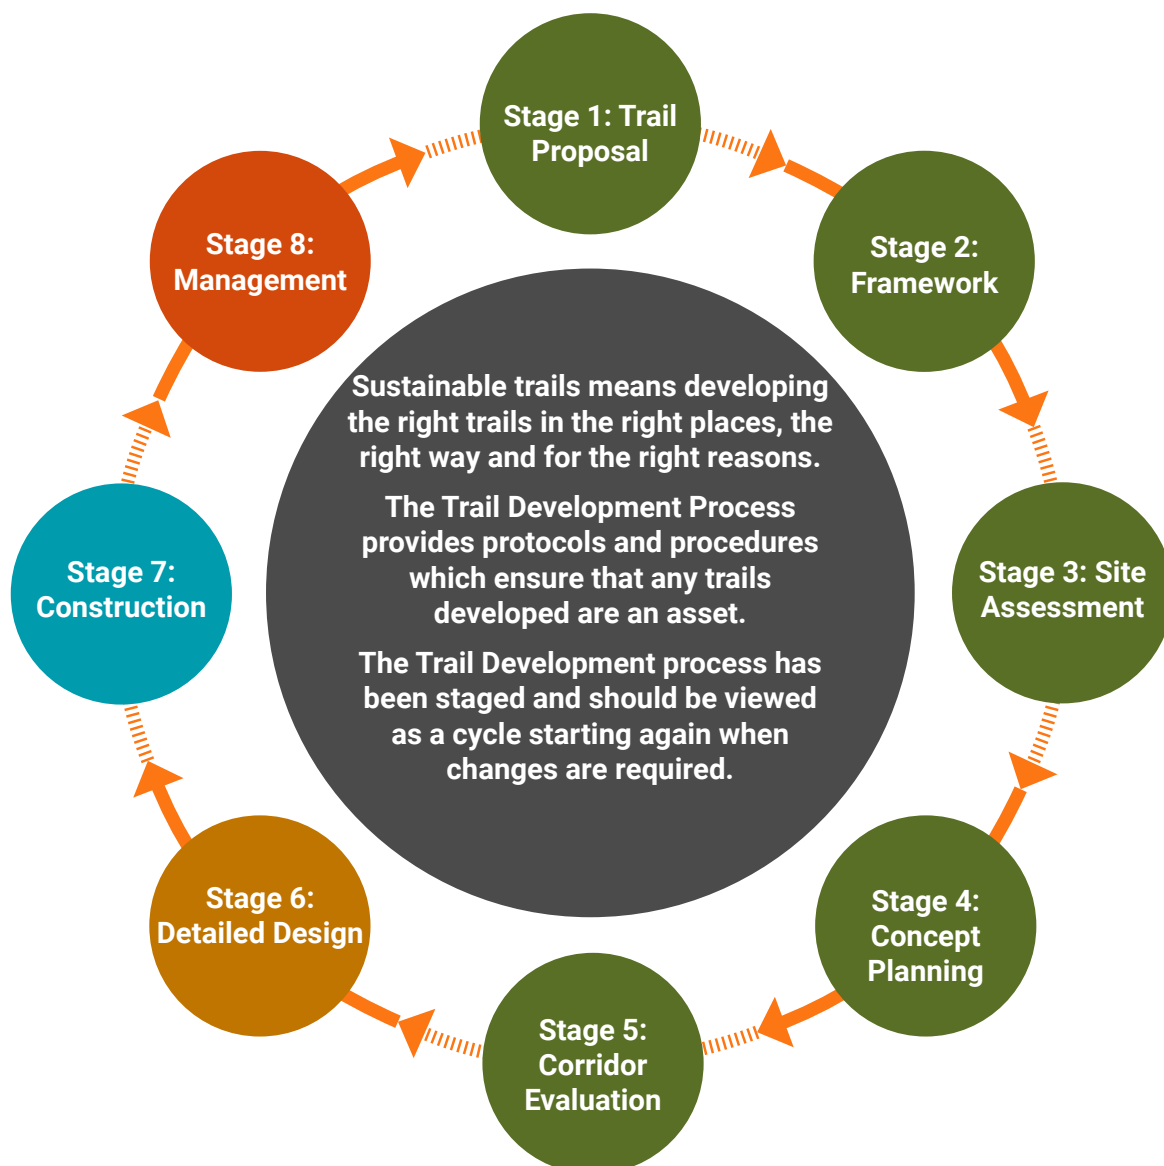 Stage 1: Trail
Proposal
Stage 2:
Framework
Stage 3: Site
Assessment
Stage 4:
Concept
Planning
Stage 5:
Corridor
Evaluation
Stage 6:
Detailed Design
Stage 7:
Construction
Stage 8:
Management
Sustainable trails means developing
the right trails in the right places, the
right way and for the right reasons.
The Trail Development Process
provides protocols and procedures
which ensure that any trails
developed are an asset.
The Trail Development process has
been staged and should be viewed
as a cycle starting again when
changes are required.